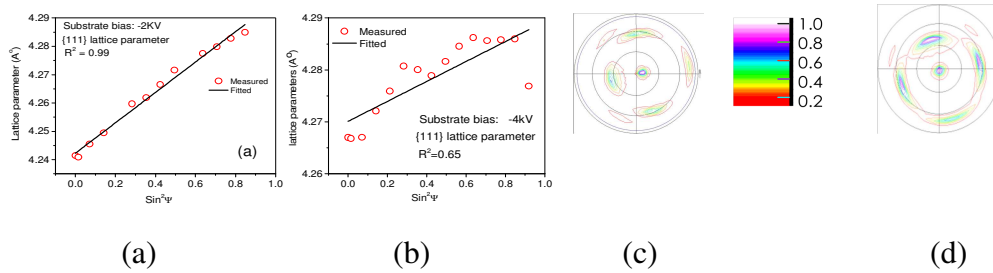 4.29
4.28
4.27
4.26
4.25
4.24
Lattice parameter (A°)
Substrate bias: -2KV
{111} lattice parameter
R² = 0.99
Measured
Fitted
(a)
0.0 0.2 0.4 0.6 0.8 1.0
Sin²Ψ
4.29
4.28
4.27
4.26
lattice parameters (A°)
Measured
Fitted
Substrate bias: -4kV
{111} lattice parameter
R²=0.65
0.0 0.2 0.4 0.6 0.8 1.0
Sin²Ψ
1.0
0.8
0.6
0.4
0.2
(a) (b) (c) (d)